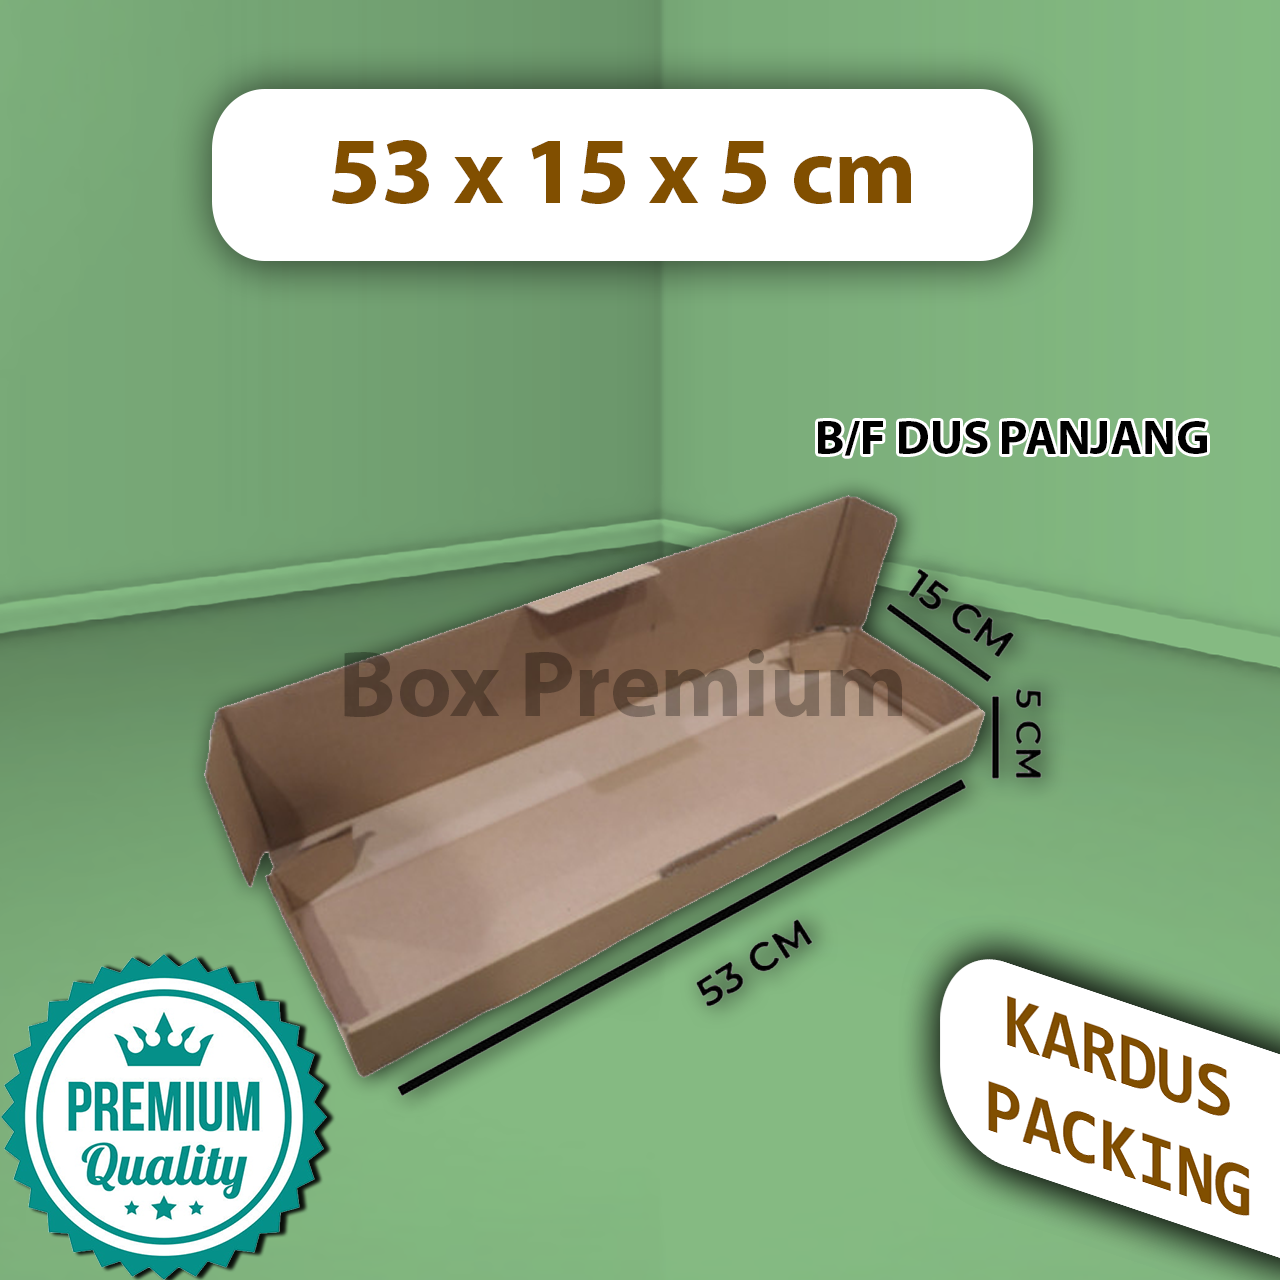 53 x 15 x 5 cm
B/F DUS PANJANG
15 CM
5 CM
Box Premium
53 CM
PREMIUM
Quality
KARDUS
PACKING